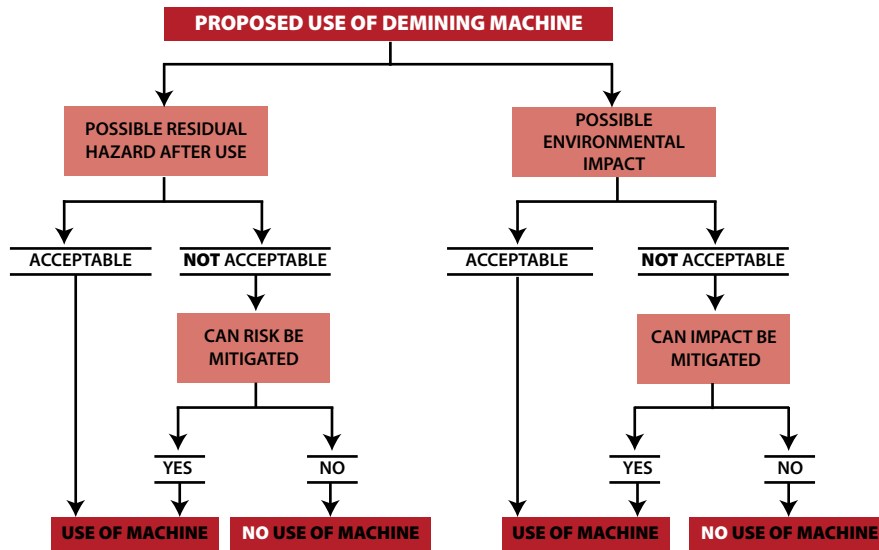 PROPOSED USE OF DEMINING MACHINE
POSSIBLE RESIDUAL
HAZARD AFTER USE
POSSIBLE
ENVIRONMENTAL
IMPACT
ACCEPTABLE
NOT ACCEPTABLE
ACCEPTABLE
NOT ACCEPTABLE
CAN RISK BE
MITIGATED
CAN IMPACT BE
MITIGATED
YES
NO
YES
NO
USE OF MACHINE
NO USE OF MACHINE
USE OF MACHINE
NO USE OF MACHINE